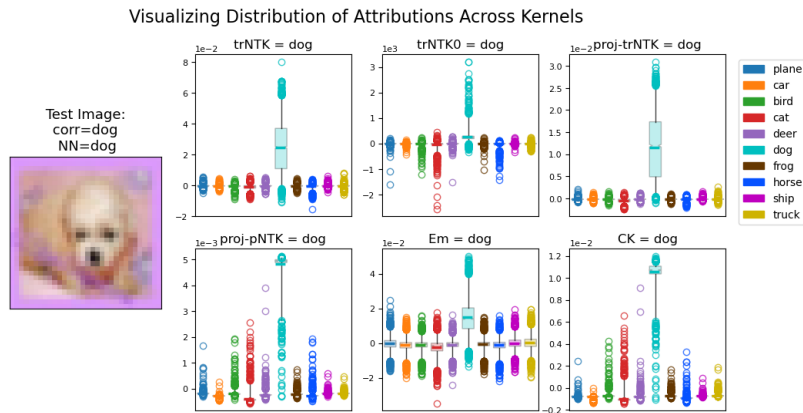 Visualizing Distribution of Attributions Across Kernels
Test Image:
corr=dog
NN=dog
trNTK = dog
1e−2
8
6
4
2
0
−2
trNTK0 = dog
1e3
3
2
1
0
−1
−2
proj-trNTK = dog
1e−2
3.0
2.5
2.0
1.5
1.0
0.5
0.0
proj-pNTK = dog
1e−3
5
4
3
2
1
0
Em = dog
1e−2
4
2
0
−2
CK = dog
1e−2
1.2
1.0
0.8
0.6
0.4
0.2
0.0
−0.2
plane
car
bird
cat
deer
dog
frog
horse
ship
truck